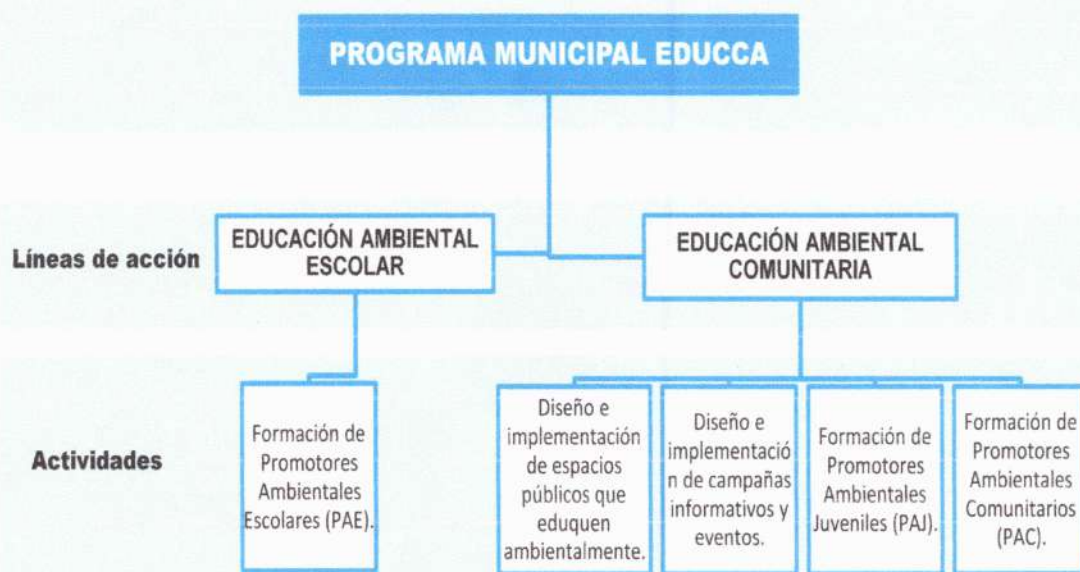 PROGRAMA MUNICIPAL EDUCCA
Líneas de acción
EDUCACIÓN AMBIENTAL
ESCOLAR
EDUCACIÓN AMBIENTAL
COMUNITARIA
Actividades
Formación de
Promotores
Ambientales
Escolares (PAE).
Diseño e
implementación
de espacios
públicos que
eduquen
ambientalmente.
Diseño e
implementació
n de campañas
informativos y
eventos.
Formación de
Promotores
Ambientales
Juveniles (PAJ).
Formación de
Promotores
Ambientales
Comunitarios
(PAC).